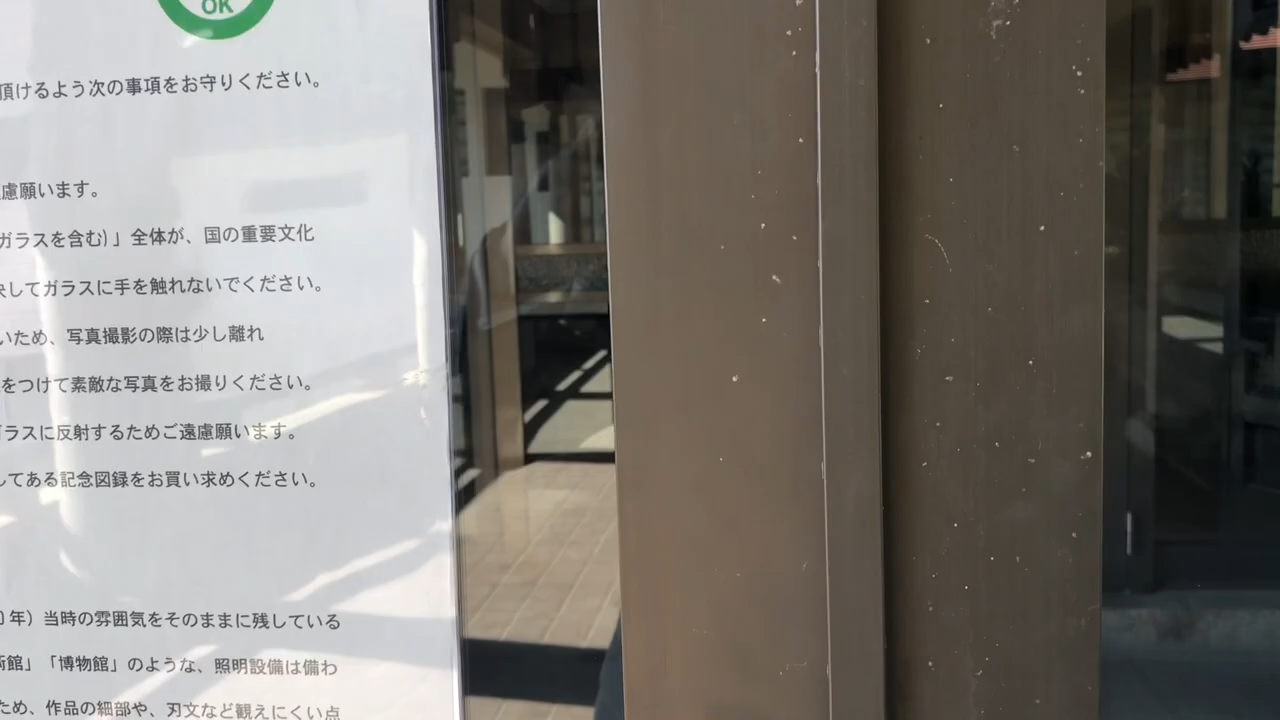 OK
頂けるよう次の事項をお守りください。
慮願います。
ガラスを含む)」全体が、国の重要文化
してガラスに手を触れないでください。
いため、写真撮影の際は少し離れ
をつけて素敵な写真をお撮りください。
ラスに反射するためご遠慮願います。
してある記念図録をお買い求めください。
年）当時の雰囲気をそのままに残している
館」「博物館」のような、照明設備は備わ
ため、作品の細部や、刃文など観えにくい点